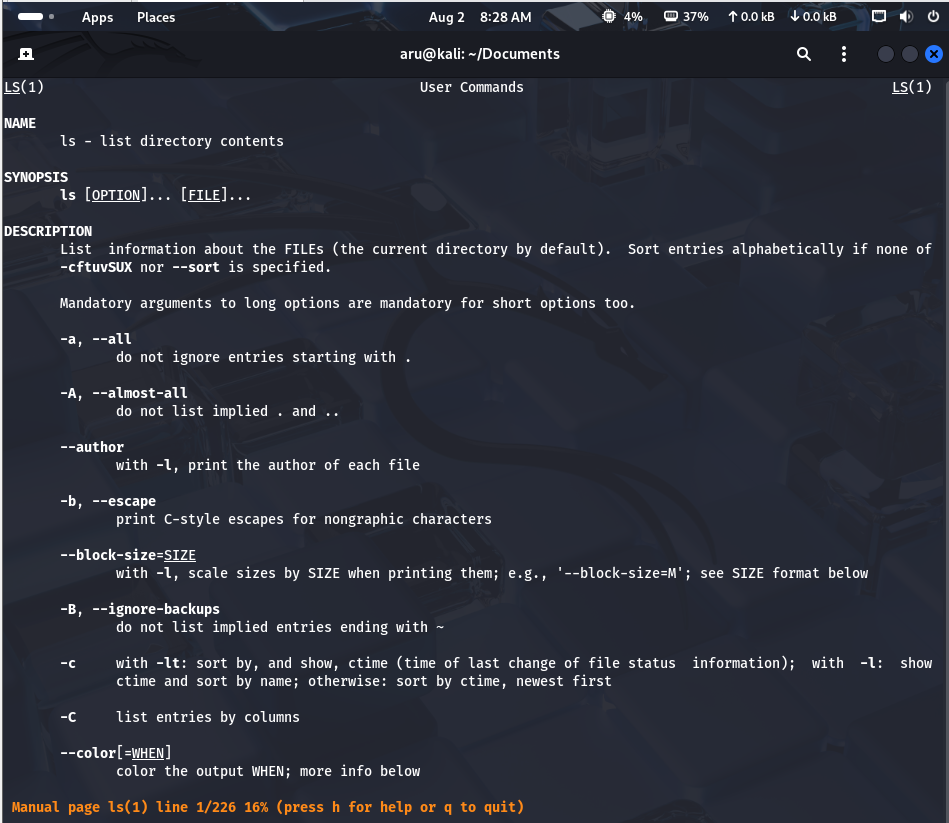 Apps Places Aug 2 8:28 AM 4% 37% 0.0 kB 0.0 kB
aru@kali: ~/Documents
LS(1) User Commands LS(1)
NAME
ls - list directory contents
SYNOPSIS
ls [OPTION]... [FILE]...
DESCRIPTION
List information about the FILEs (the current directory by default). Sort entries alphabetically if none of
-cftuvSUX nor --sort is specified.
Mandatory arguments to long options are mandatory for short options too.
-a, --all
do not ignore entries starting with .
-A, --almost-all
do not list implied . and ..
--author
with -l, print the author of each file
-b, --escape
print C-style escapes for nongraphic characters
--block-size=SIZE
with -l, scale sizes by SIZE when printing them; e.g., '--block-size=M'; see SIZE format below
-B, --ignore-backups
do not list implied entries ending with ~
-c with -lt: sort by, and show, ctime (time of last change of file status information); with -l: show
ctime and sort by name; otherwise: sort by ctime, newest first
-C list entries by columns
--color[=WHEN]
color the output WHEN; more info below
Manual page ls(1) line 1/226 16% (press h for help or q to quit)